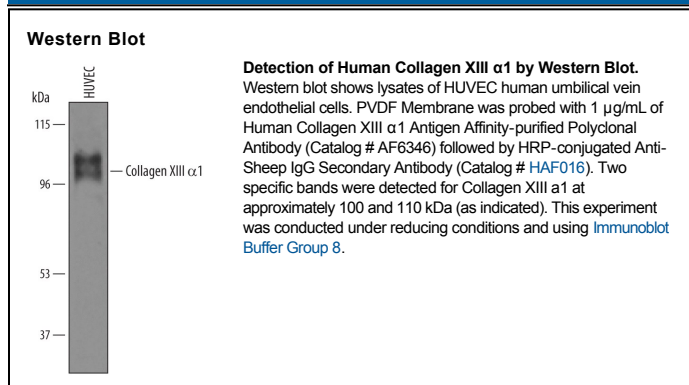 Western Blot
HUVEC
kDa
115
Collagen XIII α1
96
53
37
Detection of Human Collagen XIII α1 by Western Blot.
Western blot shows lysates of HUVEC human umbilical vein
endothelial cells. PVDF Membrane was probed with 1 µg/mL of
Human Collagen XIII α1 Antigen Affinity-purified Polyclonal
Antibody (Catalog # AF6346) followed by HRP-conjugated Anti-
Sheep IgG Secondary Antibody (Catalog # HAF016). Two
specific bands were detected for Collagen XIII a1 at
approximately 100 and 110 kDa (as indicated). This experiment
was conducted under reducing conditions and using Immunoblot
Buffer Group 8.